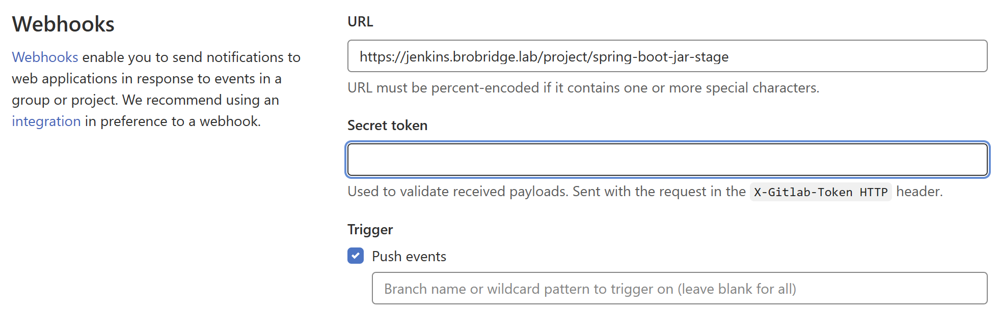 Webhooks
Webhooks enable you to send notifications to
web applications in response to events in a
group or project. We recommend using an
integration in preference to a webhook.
URL
https://jenkins.brobridge.lab/project/spring-boot-jar-stage
URL must be percent-encoded if it contains one or more special characters.
Secret token
Used to validate received payloads. Sent with the request in the X-Gitlab-Token HTTP header.
Trigger
Push events
Branch name or wildcard pattern to trigger on (leave blank for all)